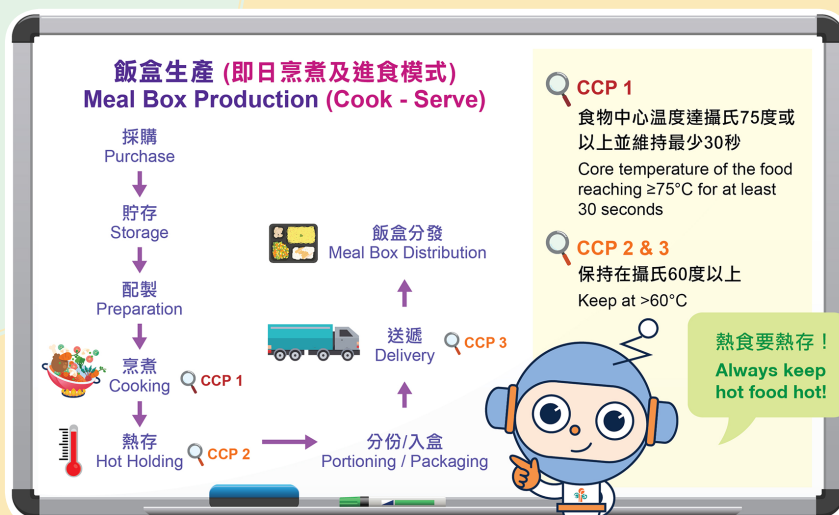 飯盒生產 (即日烹煮及進食模式)
Meal Box Production (Cook - Serve)
採購
Purchase
貯存
Storage
配製
Preparation
烹煮
Cooking
CCP 1
熱存
Hot Holding
CCP 2
分份/入盒
Portioning / Packaging
送遞
Delivery
CCP 3
飯盒分發
Meal Box Distribution
CCP 1
食物中心温度達攝氏75度或
以上並維持最少30秒
Core temperature of the food
reaching ≥75°C for at least
30 seconds
CCP 2 & 3
保持在攝氏60度以上
Keep at >60°C
熱食要熱存！
Always keep
hot food hot!